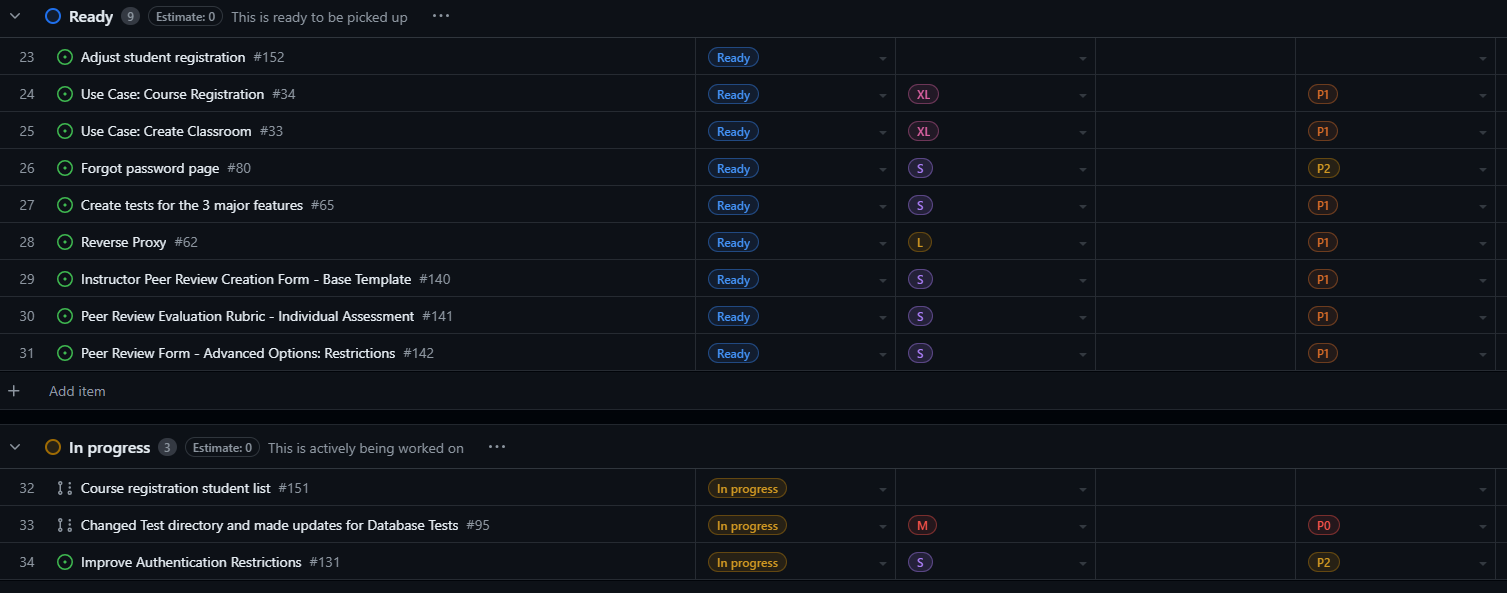 Ready 9 Estimate: 0 This is ready to be picked up ...
23 Adjust student registration #152 Ready
24 Use Case: Course Registration #34 Ready XL P1
25 Use Case: Create Classroom #33 Ready XL P1
26 Forgot password page #80 Ready S P2
27 Create tests for the 3 major features #65 Ready S P1
28 Reverse Proxy #62 Ready L P1
29 Instructor Peer Review Creation Form - Base Template #140 Ready S P1
30 Peer Review Evaluation Rubric - Individual Assessment #141 Ready S P1
31 Peer Review Form - Advanced Options: Restrictions #142 Ready S P1
+ Add item
In progress 3 Estimate: 0 This is actively being worked on ...
32 Course registration student list #151 In progress
33 Changed Test directory and made updates for Database Tests #95 In progress M P0
34 Improve Authentication Restrictions #131 In progress S P2